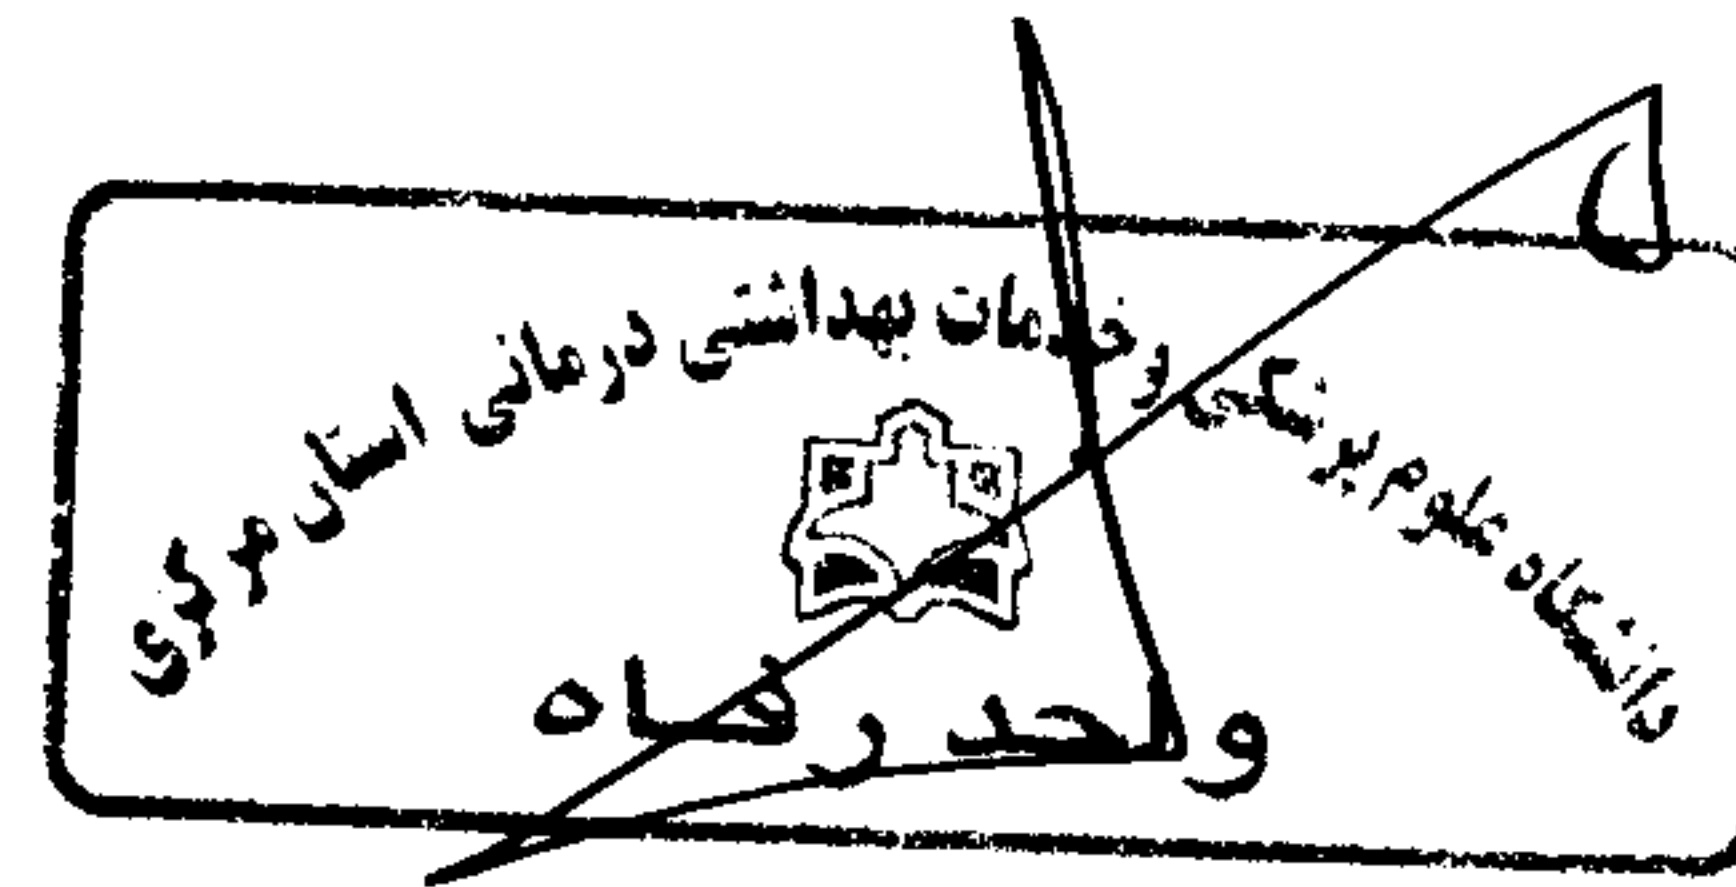 دانشگاه علوم پزشکی و خدمات بهداشتی درمانی استان مرکزی
واحد رفاه